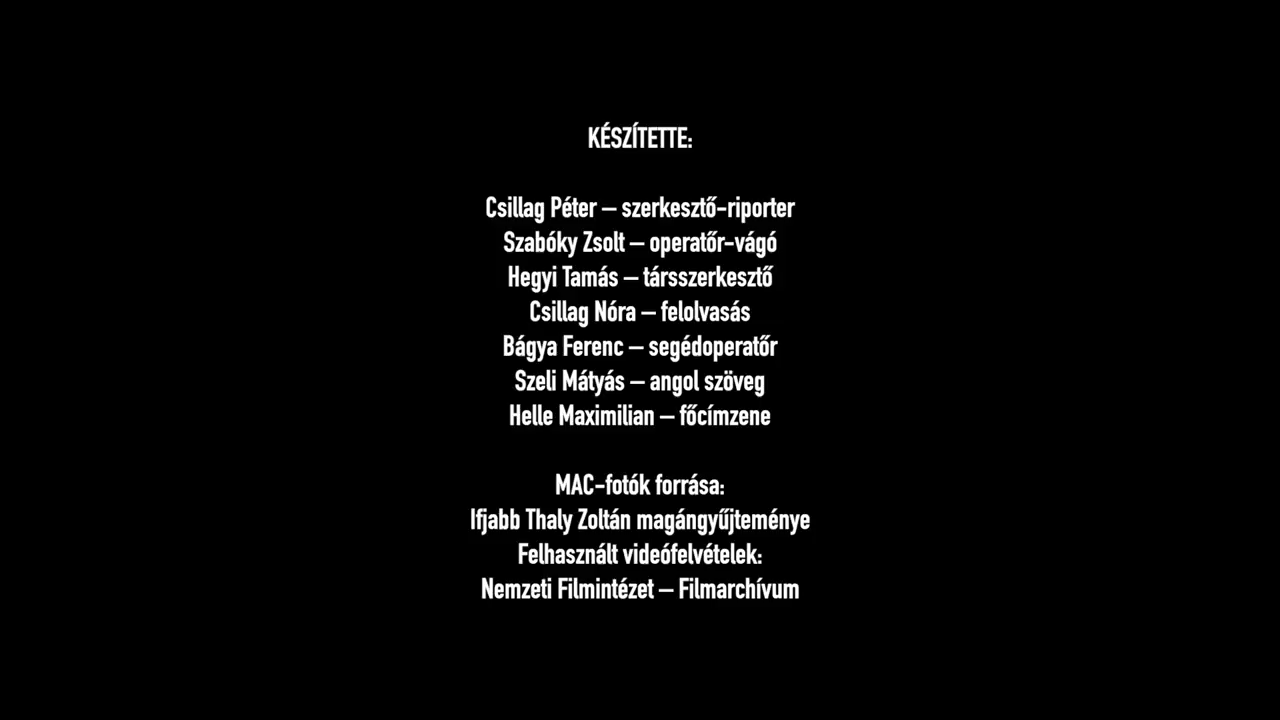 KÉSZÍTETTE:
Csillag Péter – szerkesztő-riporter
Szabóky Zsolt – operatőr-vágó
Hegyi Tamás – társszerkesztő
Csillag Nóra – felolvasás
Bágya Ferenc – segédoperatőr
Szeli Mátyás – angol szöveg
Helle Maximilian – főcímzene
MAC-fotók forrása:
Ifjabb Thaly Zoltán magángyűjteménye
Felhasznált videófelvételek:
Nemzeti Filmintézet – Filmarchívum